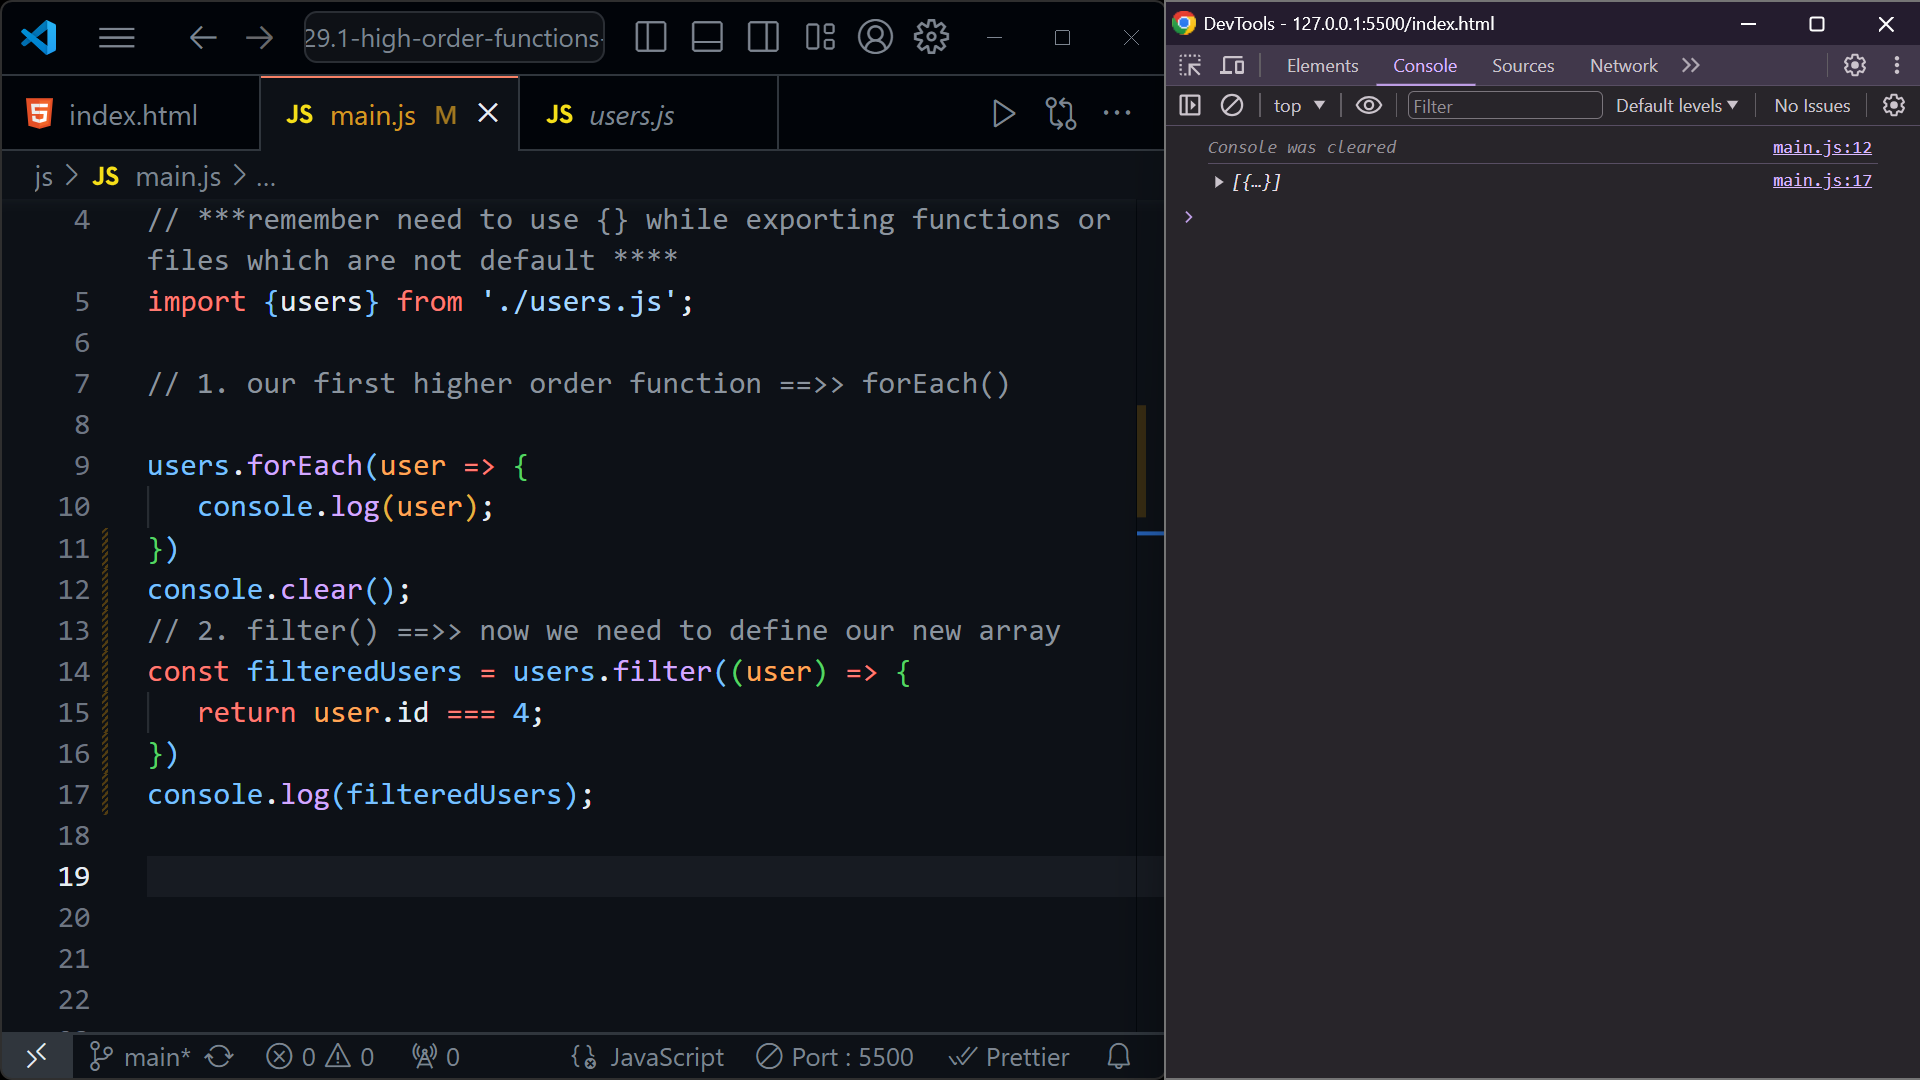 29.1-high-order-functions-
index.html
JS main.js M
JS users.js
js > JS main.js > ...
4 // ***remember need to use {} while exporting functions or
files which are not default ****
5 import {users} from './users.js';
6
7 // 1. our first higher order function ==>> forEach()
8
9 users.forEach(user => {
10 console.log(user);
11 })
12 console.clear();
13 // 2. filter() ==>> now we need to define our new array
14 const filteredUsers = users.filter((user) => {
15 return user.id === 4;
16 })
17 console.log(filteredUsers);
18
19
20
21
22
main* 0 0 0 JavaScript Port : 5500 Prettier
DevTools - 127.0.0.1:5500/index.html
Elements Console Sources Network
top Filter Default levels No Issues
Console was cleared main.js:12
[{…}] main.js:17